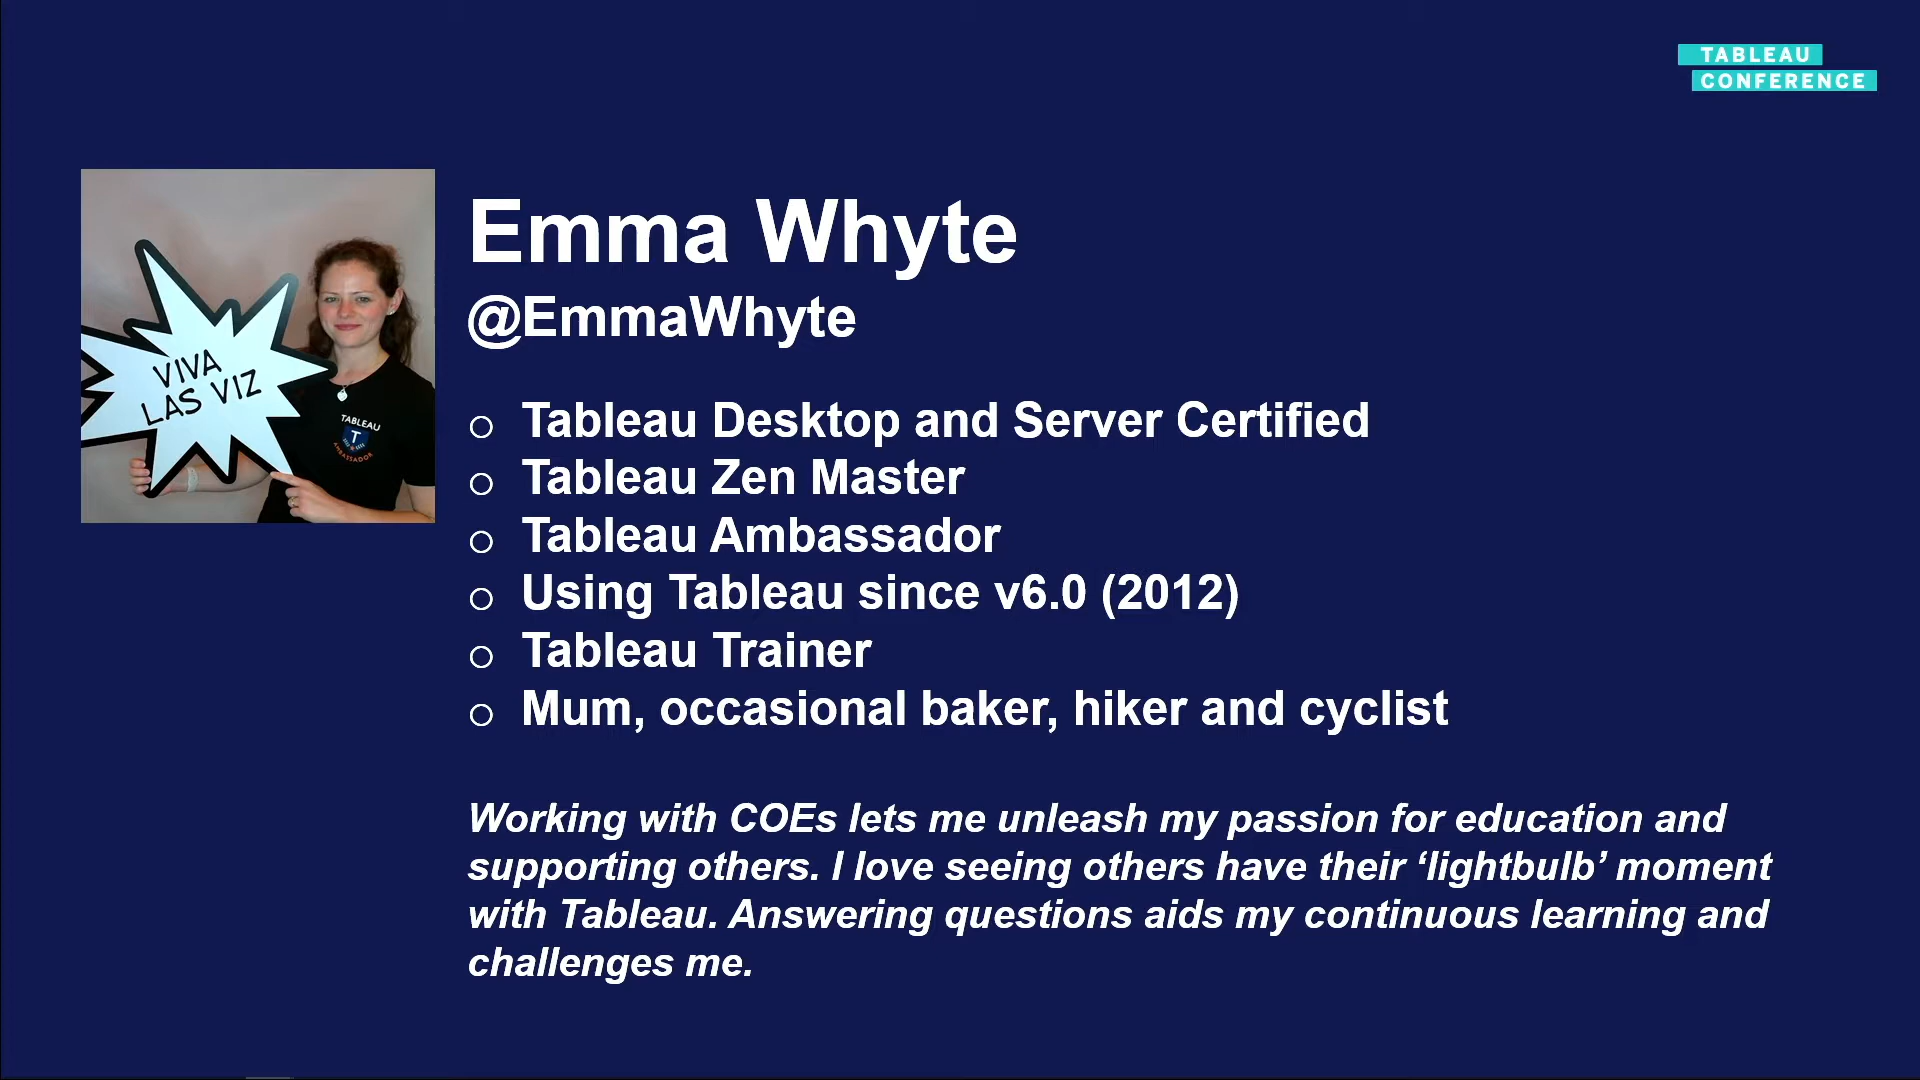 TABLEAU
CONFERENCE
VIVA
LAS VIZ
TABLEAU
T
AMBASSADOR
Emma Whyte
@EmmaWhyte
o Tableau Desktop and Server Certified
o Tableau Zen Master
o Tableau Ambassador
o Using Tableau since v6.0 (2012)
o Tableau Trainer
o Mum, occasional baker, hiker and cyclist
Working with COEs lets me unleash my passion for education and
supporting others. I love seeing others have their ‘lightbulb’ moment
with Tableau. Answering questions aids my continuous learning and
challenges me.